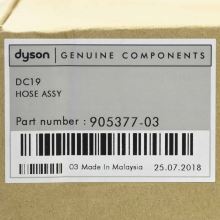 dyson GENUINE COMPONENTS
DC19
HOSE ASSY
Part number : 905377-03
03 Made In Malaysia 25.07.2018